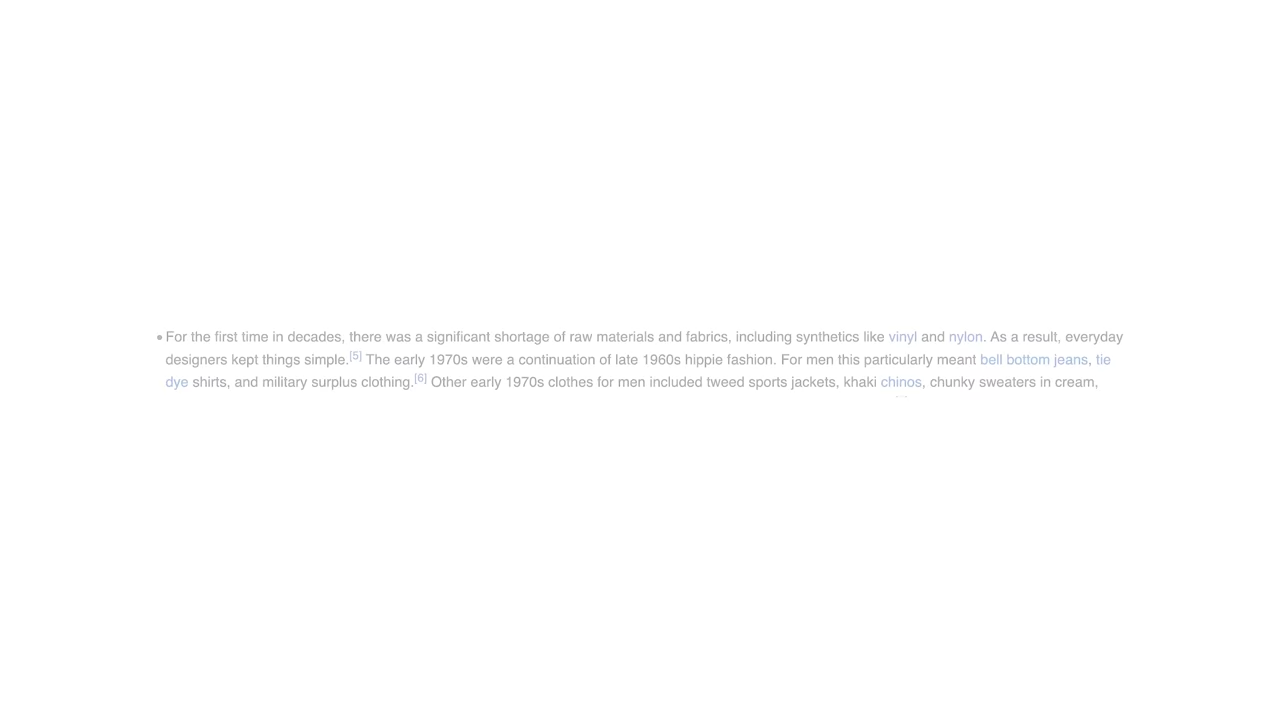 • For the first time in decades, there was a significant shortage of raw materials and fabrics, including synthetics like vinyl and nylon. As a result, everyday
designers kept things simple.[5] The early 1970s were a continuation of late 1960s hippie fashion. For men this particularly meant bell bottom jeans, tie
dye shirts, and military surplus clothing.[6] Other early 1970s clothes for men included tweed sports jackets, khaki chinos, chunky sweaters in cream,